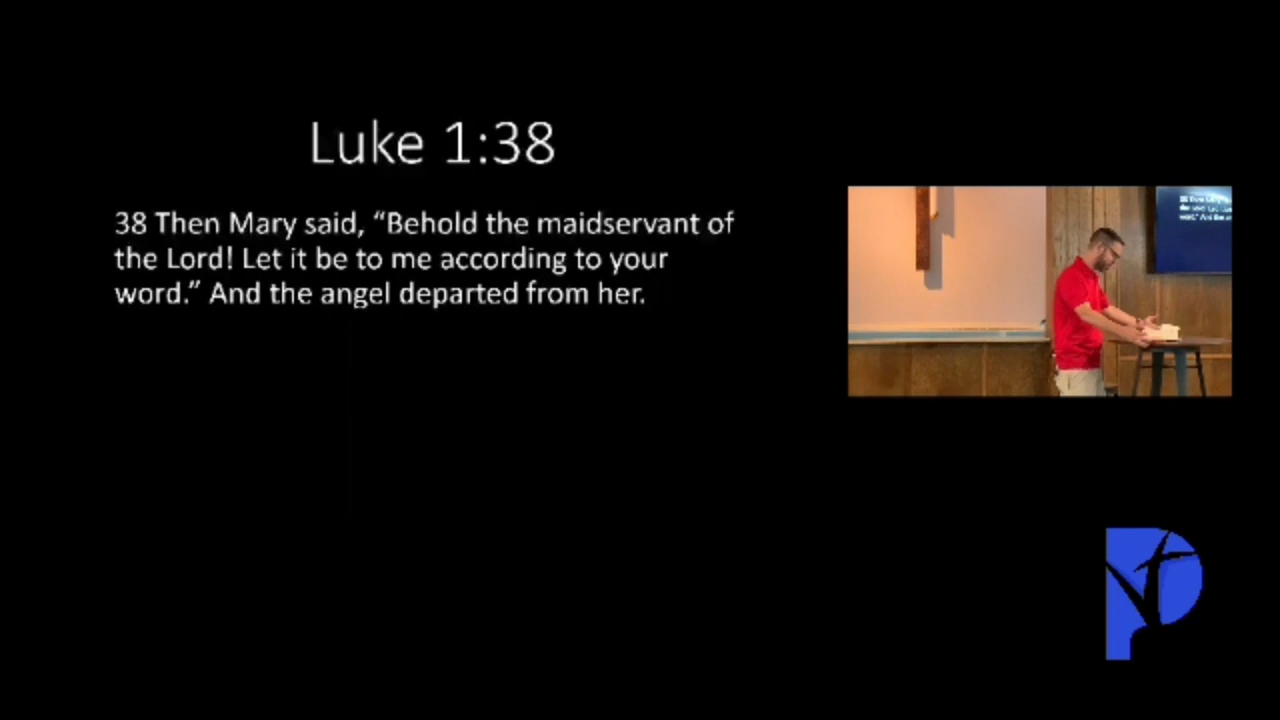 Luke 1:38
38 Then Mary said, “Behold the maidservant of
the Lord! Let it be to me according to your
word.” And the angel departed from her.